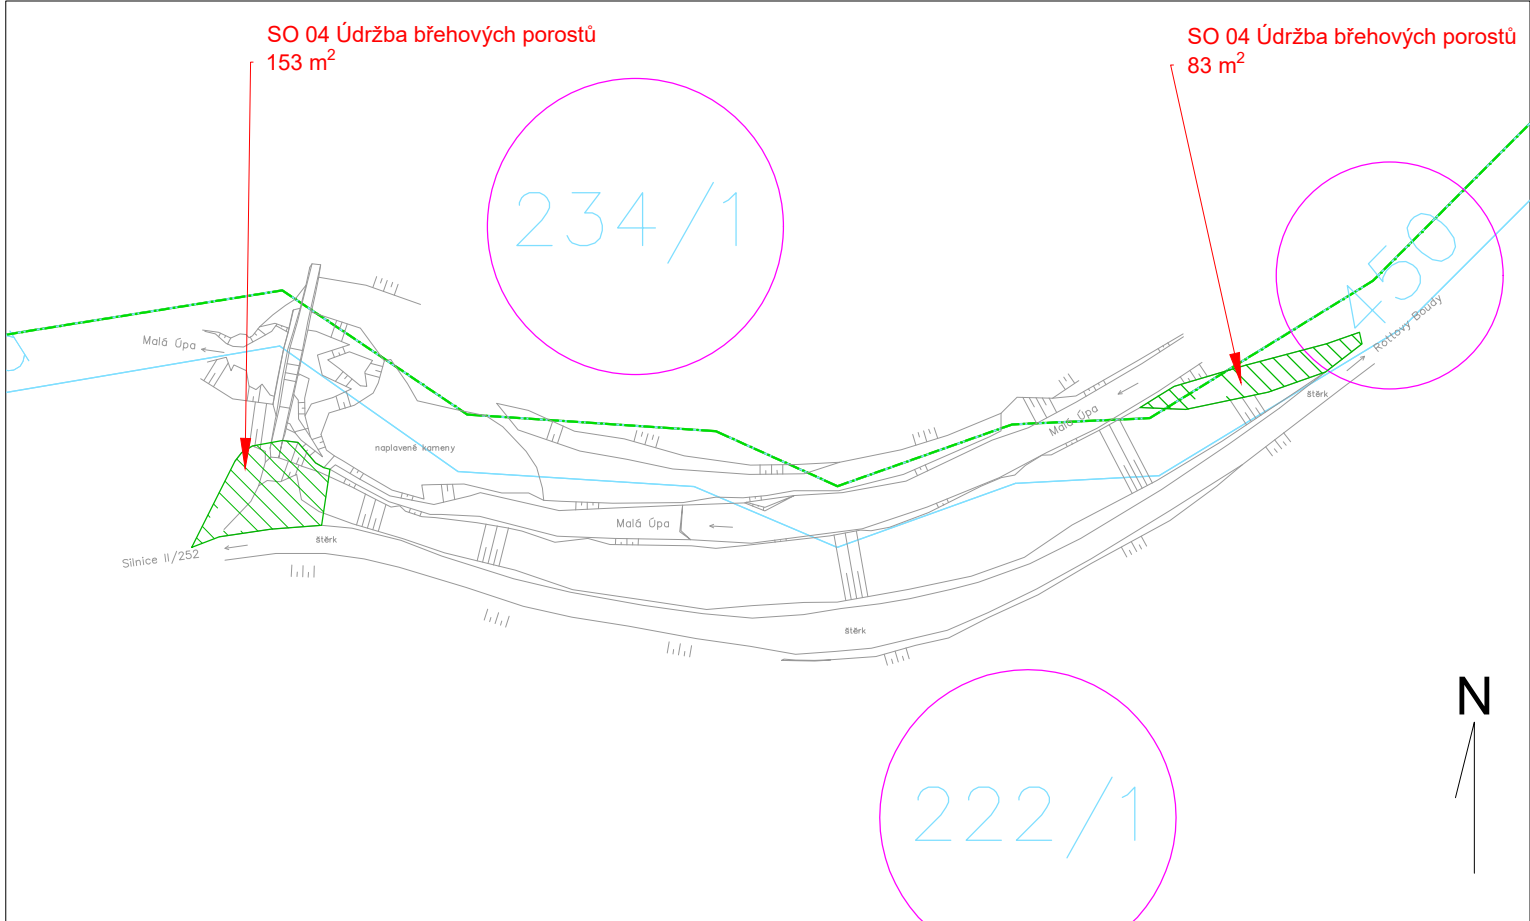 SO 04 Údržba břehových porostů
153 m²
SO 04 Údržba břehových porostů
83 m²
234/1
450
Rottovy Boudy
Malá Úpa
Malá Úpa
štěrk
naplavené kameny
Malá Úpa
štěrk
Silnice II/252
štěrk
N
222/1